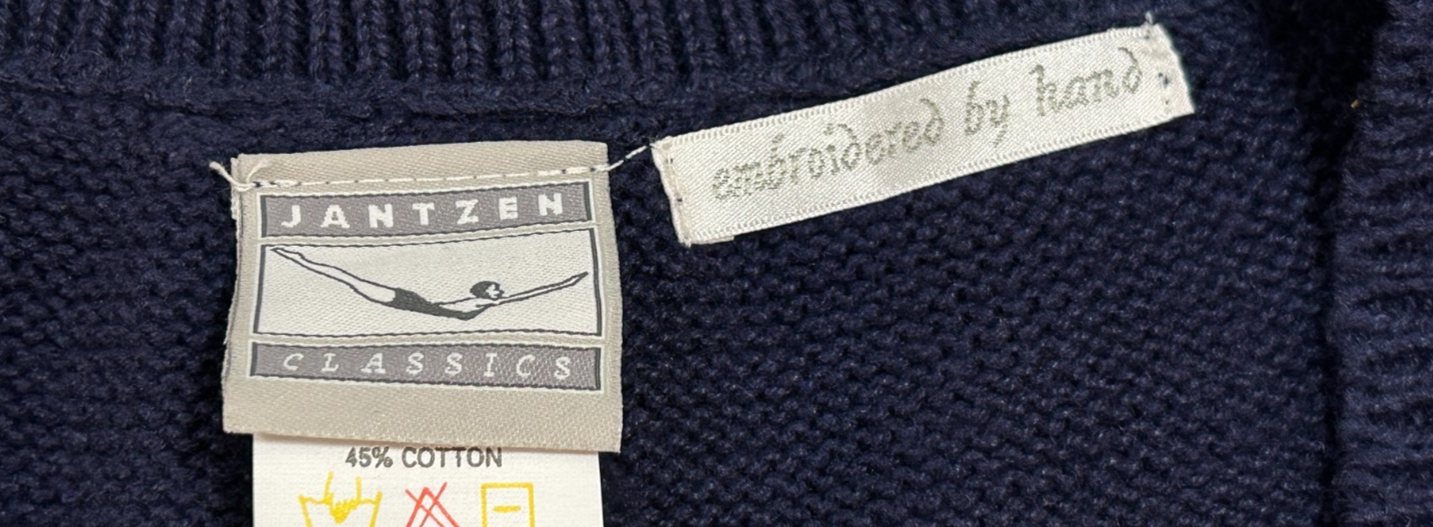 JANTZEN
CLASSICS
embroidered by hand
45% COTTON